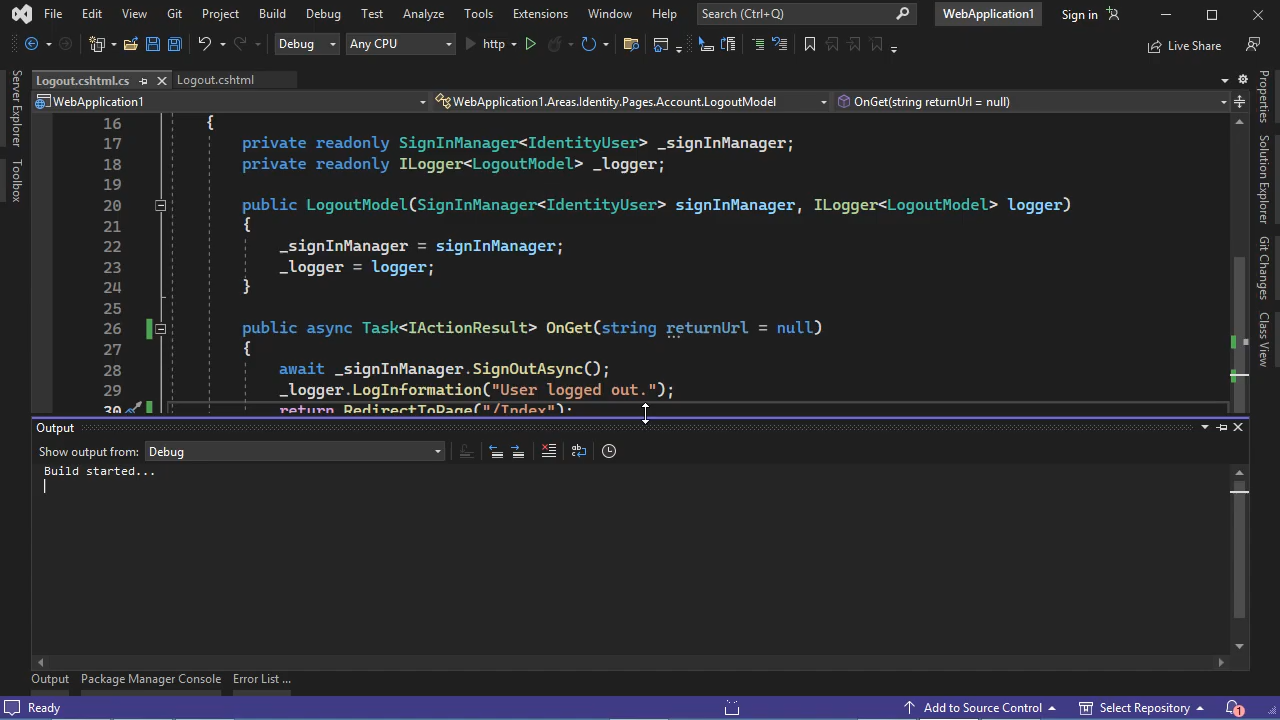 File Edit View Git Project Build Debug Test Analyze Tools Extensions Window Help Search (Ctrl+Q) WebApplication1 Sign in
Debug Any CPU http Live Share
Logout.cshtml.cs Logout.cshtml
WebApplication1 WebApplication1.Areas.Identity.Pages.Account.LogoutModel OnGet(string returnUrl = null)
Server Explorer
Toolbox
16 {
17 private readonly SignInManager<IdentityUser> _signInManager;
18 private readonly ILogger<LogoutModel> _logger;
19
20 public LogoutModel(SignInManager<IdentityUser> signInManager, ILogger<LogoutModel> logger)
21 {
22 _signInManager = signInManager;
23 _logger = logger;
24 }
25
26 public async Task<IActionResult> OnGet(string returnUrl = null)
27 {
28 await _signInManager.SignOutAsync();
29 _logger.LogInformation("User logged out.");
30 return RedirectToPage("/Index");
Properties
Solution Explorer
Git Changes
Class View
Output
Show output from: Debug
Build started...
Output Package Manager Console Error List ...
Ready Add to Source Control Select Repository 1